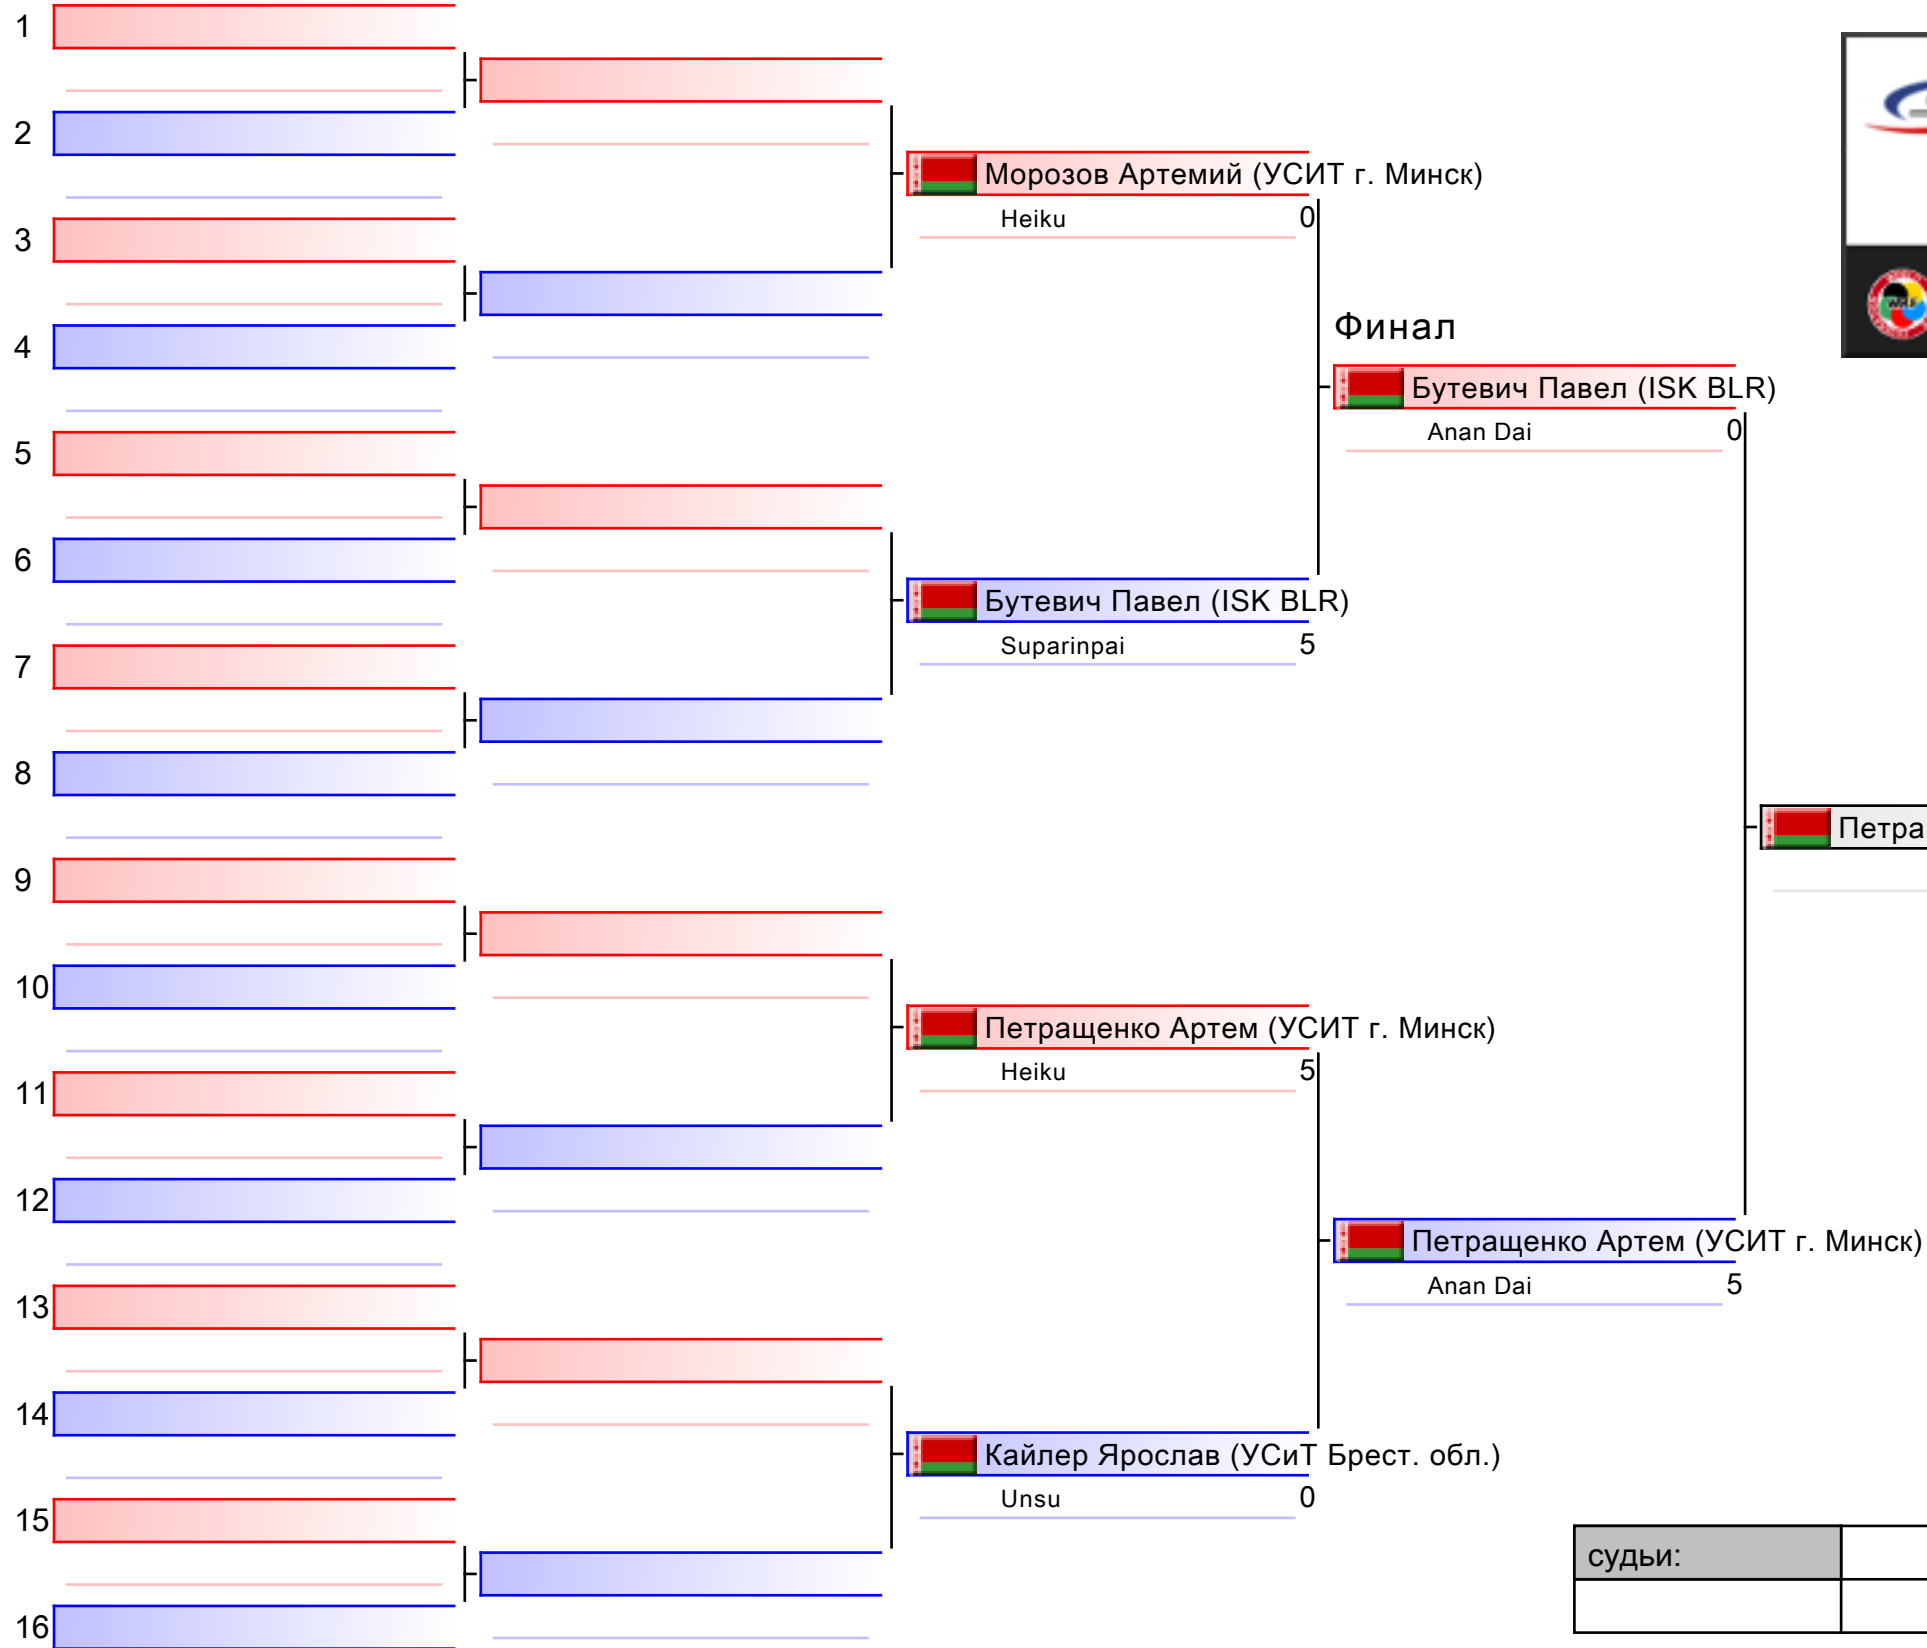 1
2
Морозов Артемий (УСИТ г. Минск)
Heiku 0
3
Финал
4
Бутевич Павел (ISK BLR)
Anan Dai 0
5
6
Бутевич Павел (ISK BLR)
Suparinpai 5
7
8
Петра
9
10
Петращенко Артем (УСИТ г. Минск)
Heiku 5
11
12
Петращенко Артем (УСИТ г. Минск)
Anan Dai 5
13
14
Кайлер Ярослав (УСиТ Брест. обл.)
Unsu 0
15
судьи:
16